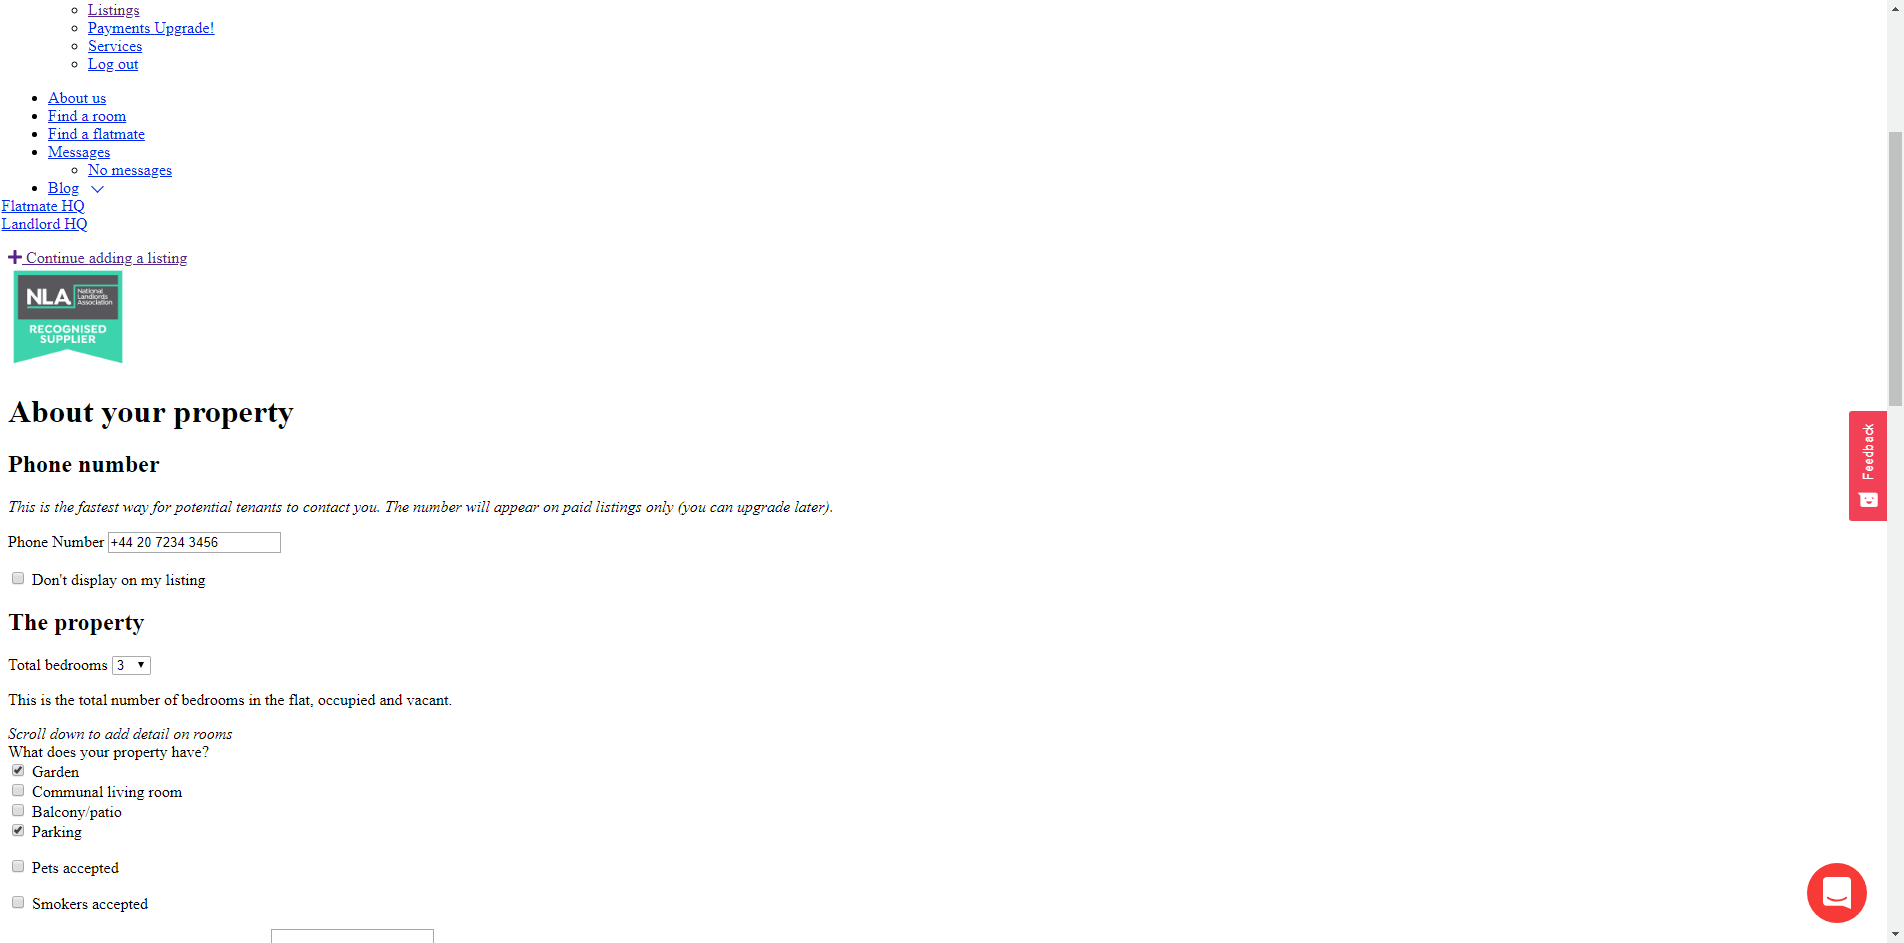 Listings
Payments Upgrade!
Services
Log out
About us
Find a room
Find a flatmate
Messages
No messages
Blog
Flatmate HQ
Landlord HQ
Continue adding a listing
NLA National Landlords Association
RECOGNISED
SUPPLIER
About your property
Phone number
This is the fastest way for potential tenants to contact you. The number will appear on paid listings only (you can upgrade later).
Phone Number +44 20 7234 3456
Don't display on my listing
The property
Total bedrooms 3
This is the total number of bedrooms in the flat, occupied and vacant.
Scroll down to add detail on rooms
What does your property have?
Garden
Communal living room
Balcony/patio
Parking
Pets accepted
Smokers accepted
Feedback